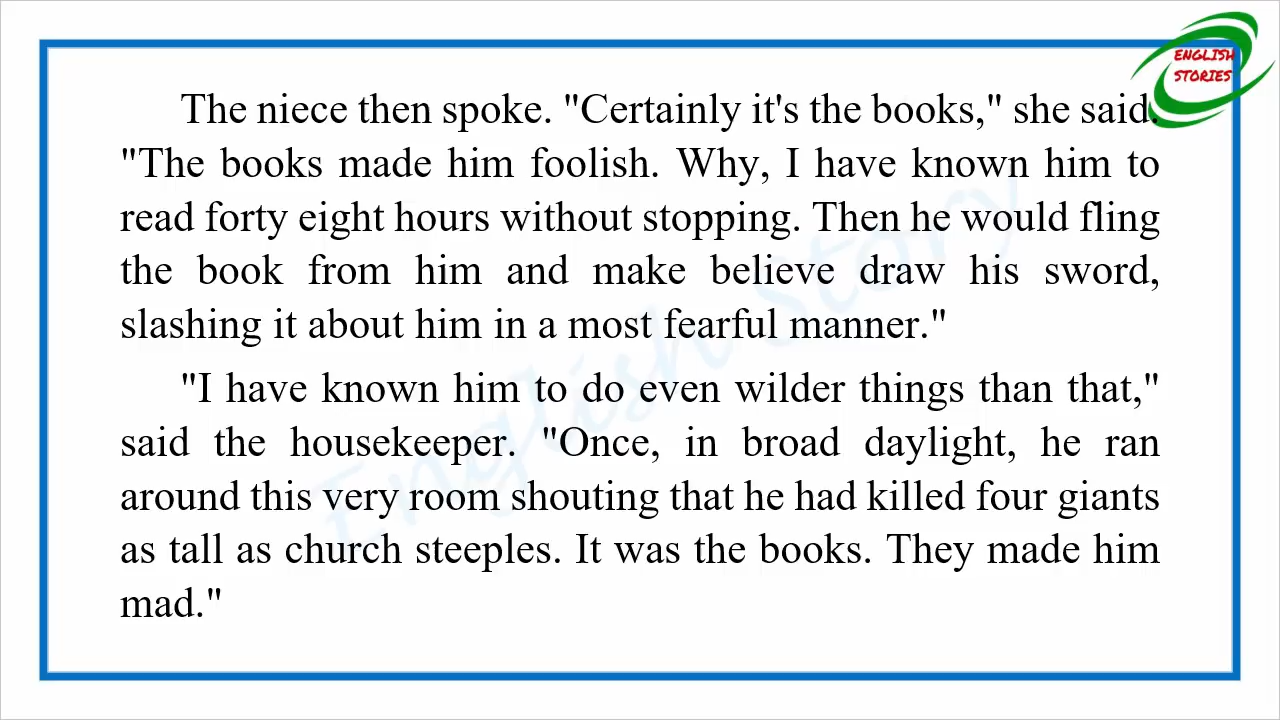 ENGLISH
STORIES
The niece then spoke. "Certainly it's the books," she said.
"The books made him foolish. Why, I have known him to
read forty eight hours without stopping. Then he would fling
the book from him and make believe draw his sword,
slashing it about him in a most fearful manner."
"I have known him to do even wilder things than that,"
said the housekeeper. "Once, in broad daylight, he ran
around this very room shouting that he had killed four giants
as tall as church steeples. It was the books. They made him
mad."
English Story